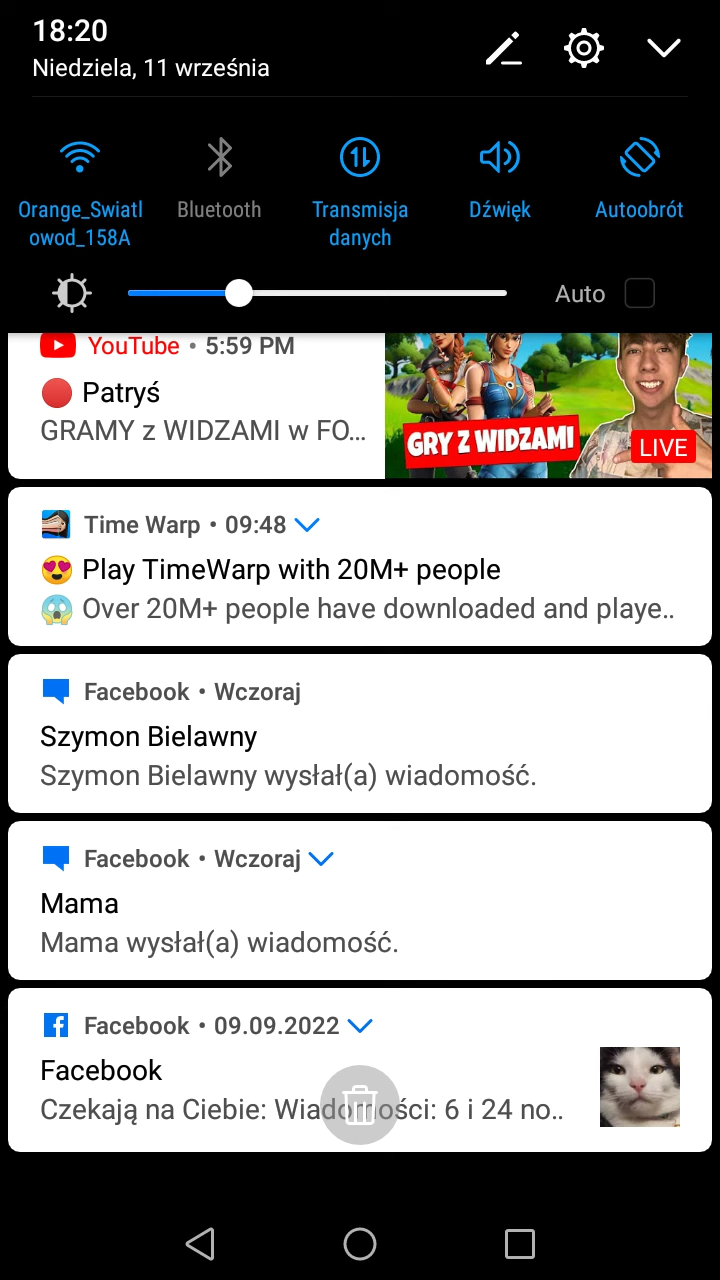 18:20
Niedziela, 11 września
Orange_Swiatl
owod_158A
Bluetooth
Transmisja
danych
Dźwięk
Autoobrót
Auto
YouTube • 5:59 PM
🔴 Patryś
GRAMY z WIDZAMI w FO...
GRY Z WIDZAMI
LIVE
Time Warp • 09:48
😍 Play TimeWarp with 20M+ people
😱 Over 20M+ people have downloaded and playe..
Facebook • Wczoraj
Szymon Bielawny
Szymon Bielawny wysłał(a) wiadomość.
Facebook • Wczoraj
Mama
Mama wysłał(a) wiadomość.
Facebook • 09.09.2022
Facebook
Czekają na Ciebie: Wiadomości: 6 i 24 no..